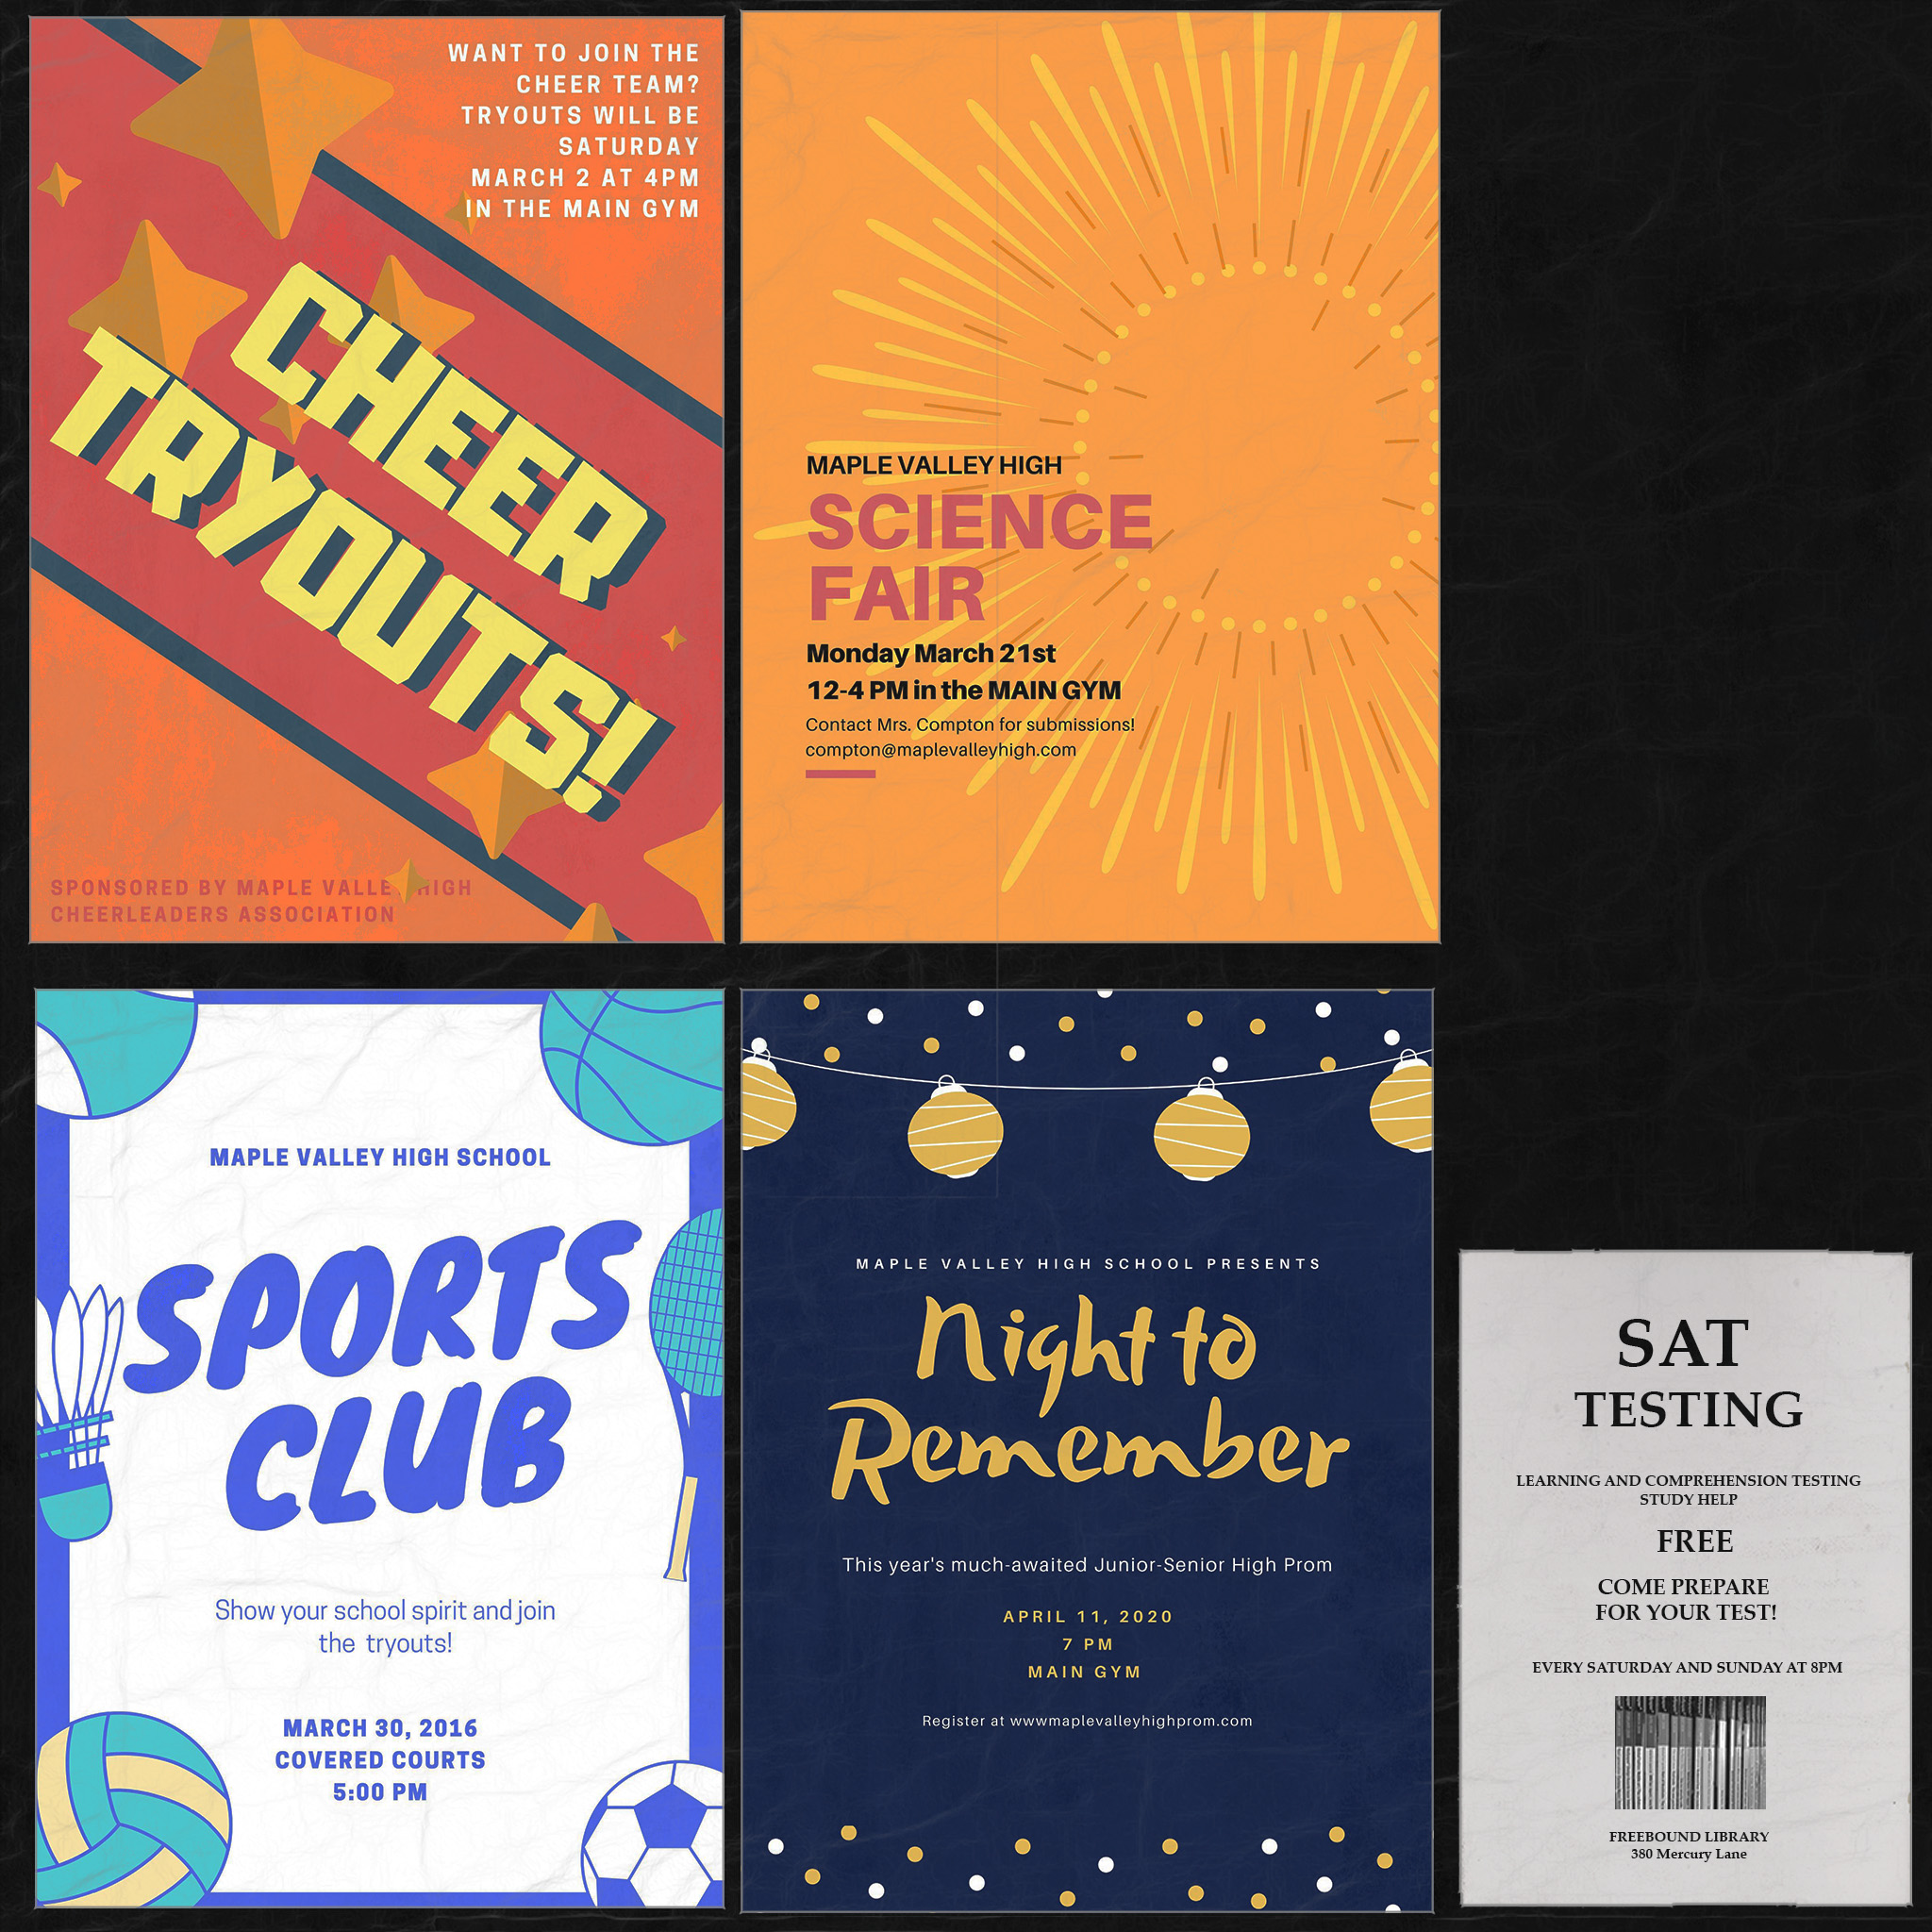 WANT TO JOIN THE
CHEER TEAM?
TRYOUTS WILL BE
SATURDAY
MARCH 2 AT 4PM
IN THE MAIN GYM
CHEER
TRYOUTS!
SPONSORED BY MAPLE VALLEY HIGH
CHEERLEADERS ASSOCIATION
MAPLE VALLEY HIGH
SCIENCE
FAIR
Monday March 21st
12-4 PM in the MAIN GYM
Contact Mrs. Compton for submissions!
compton@maplevalleyhigh.com
MAPLE VALLEY HIGH SCHOOL
SPORTS
CLUB
Show your school spirit and join
the tryouts!
MARCH 30, 2016
COVERED COURTS
5:00 PM
MAPLE VALLEY HIGH SCHOOL PRESENTS
Night to
Remember
This year's much-awaited Junior-Senior High Prom
APRIL 11, 2020
7 PM
MAIN GYM
Register at wwwmaplevalleyhighprom.com
SAT
TESTING
LEARNING AND COMPREHENSION TESTING
STUDY HELP
FREE
COME PREPARE
FOR YOUR TEST!
EVERY SATURDAY AND SUNDAY AT 8PM
FREEBOUND LIBRARY
380 Mercury Lane